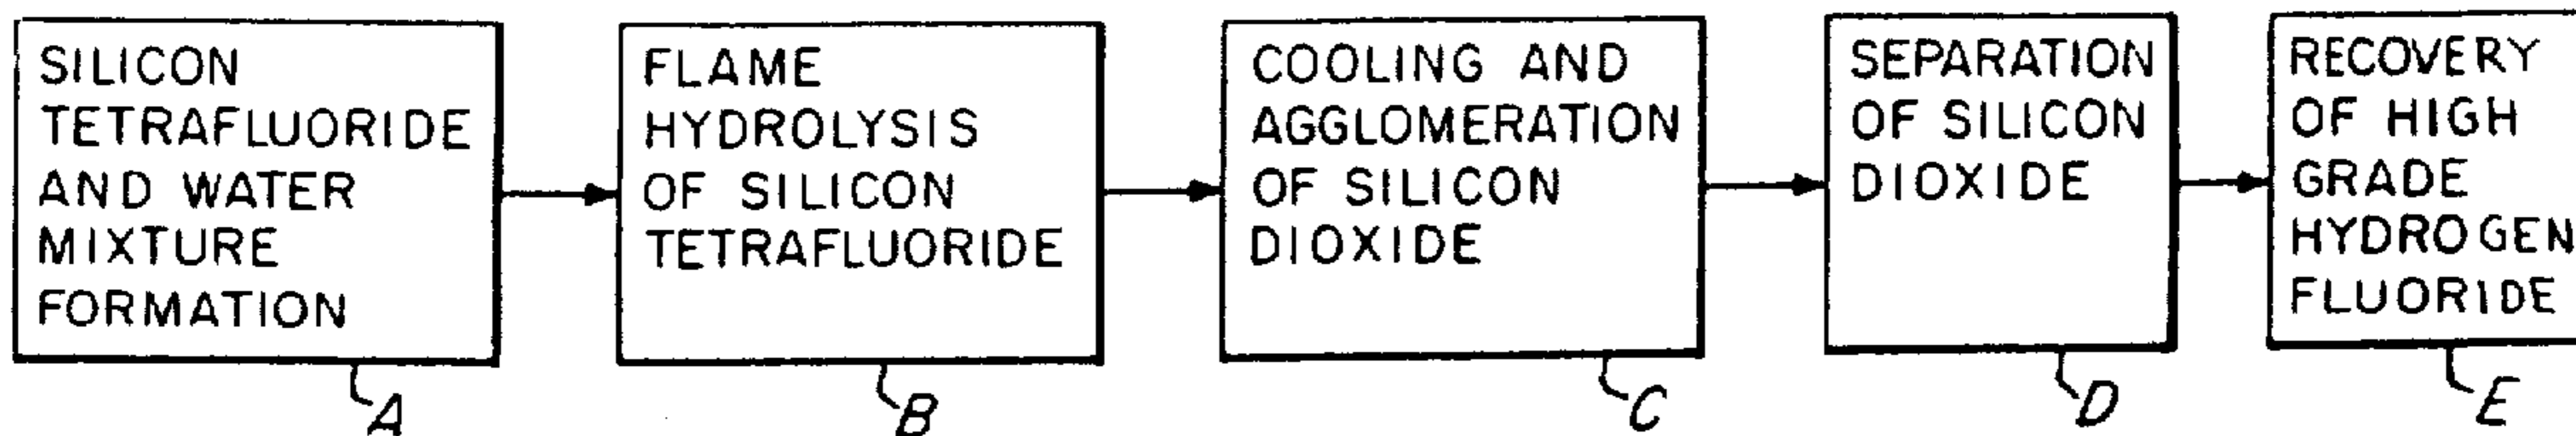 SILICON
TETRAFLUORIDE
AND WATER
MIXTURE
FORMATION
A
FLAME
HYDROLYSIS
OF SILICON
TETRAFLUORIDE
B
COOLING AND
AGGLOMERATION
OF SILICON
DIOXIDE
C
SEPARATION
OF SILICON
DIOXIDE
D
RECOVERY
OF HIGH
GRADE
HYDROGEN
FLUORIDE
E